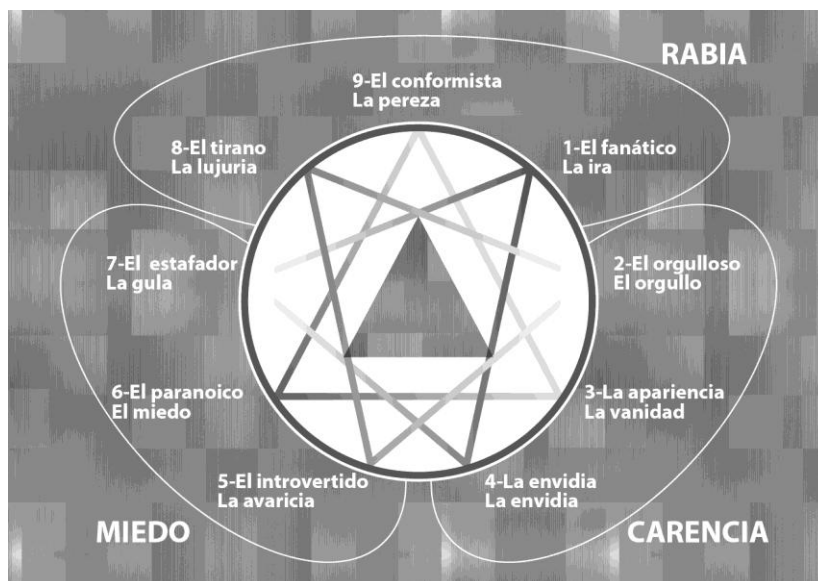 RABIA
9-El conformista
La pereza
8-El tirano
La lujuria
1-El fanático
La ira
7-El estafador
La gula
2-El orgulloso
El orgullo
6-El paranoico
El miedo
3-La apariencia
La vanidad
5-El introvertido
La avaricia
4-La envidia
La envidia
MIEDO
CARENCIA